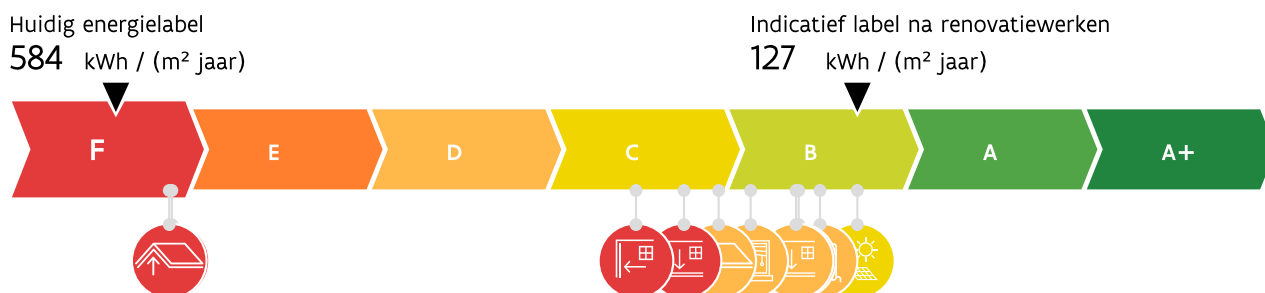 Huidig energielabel
584 kWh / (m² jaar)
Indicatief label na renovatiewerken
127 kWh / (m² jaar)
F E D C B A A+